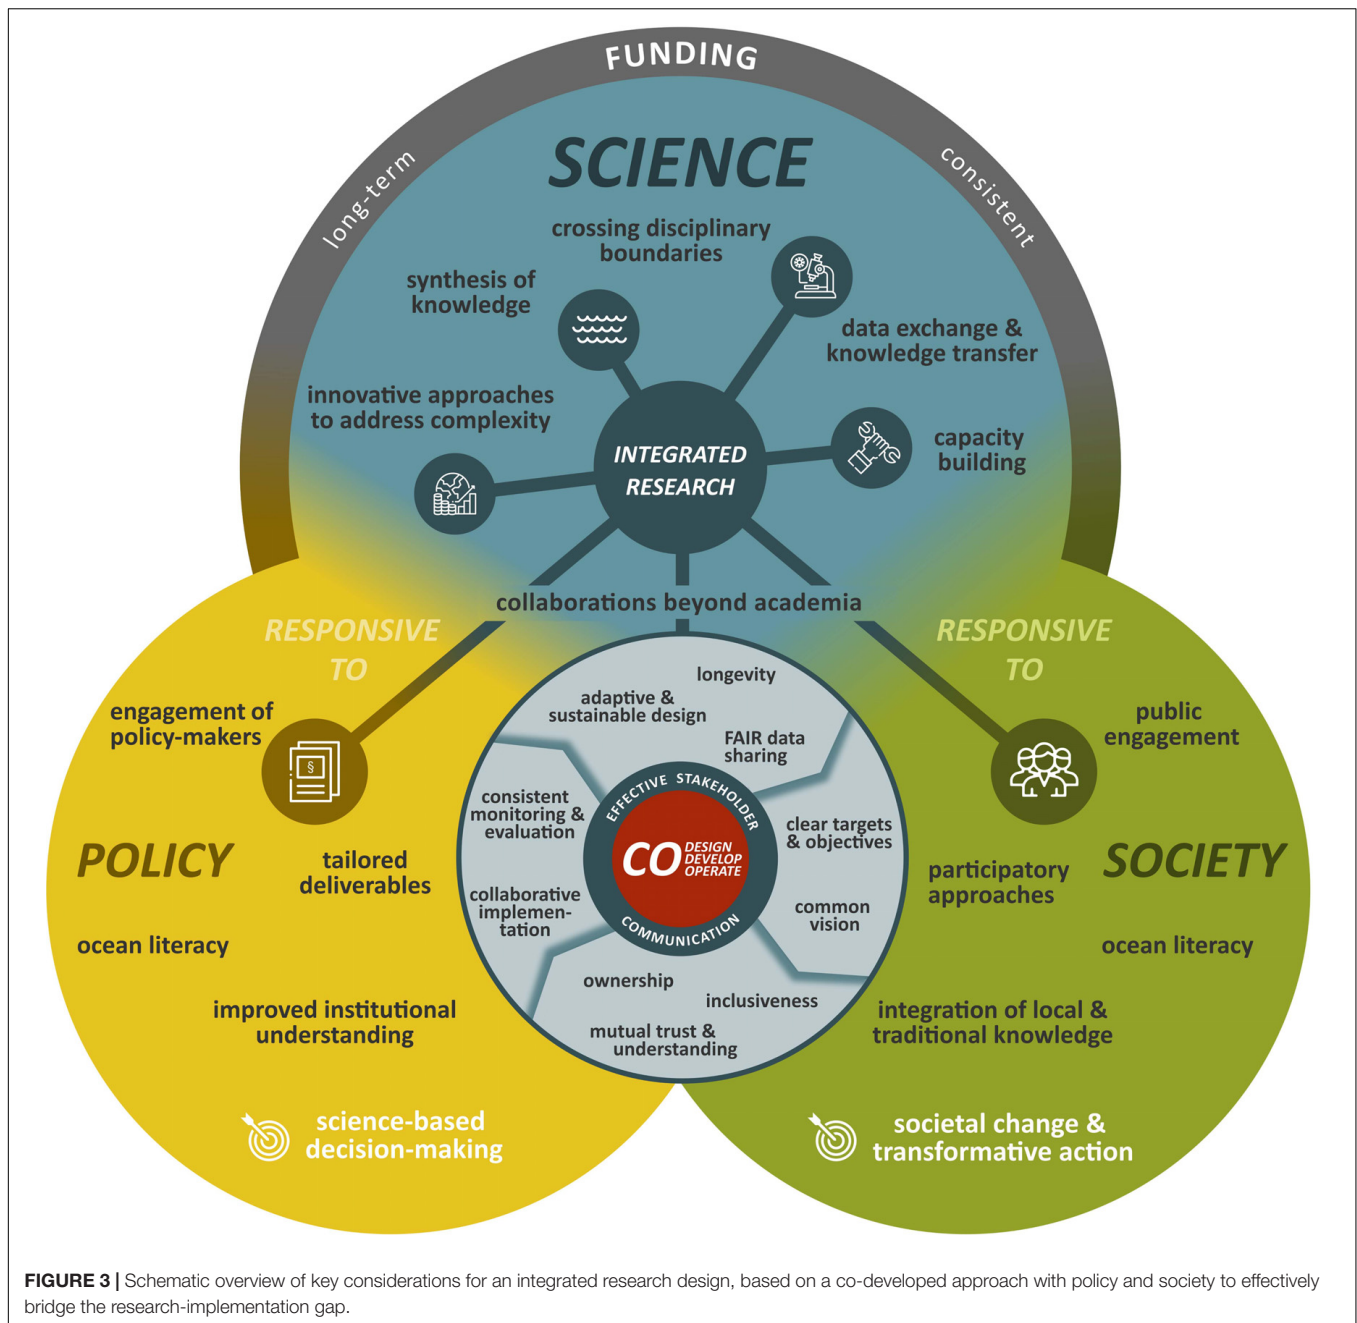 FUNDING
long-term
consistent
SCIENCE
crossing disciplinary
boundaries
synthesis of
knowledge
data exchange &
knowledge transfer
innovative approaches
to address complexity
capacity
building
INTEGRATED
RESEARCH
collaborations beyond academia
RESPONSIVE
TO
engagement of
policy-makers
§
POLICY
tailored
deliverables
ocean literacy
improved institutional
understanding
science-based
decision-making
longevity
adaptive &
sustainable design
FAIR data
sharing
consistent
monitoring &
evaluation
clear targets
& objectives
collaborative
implemen-
tation
common
vision
ownership
inclusiveness
mutual trust &
understanding
EFFECTIVE STAKEHOLDER
COMMUNICATION
CO
DESIGN
DEVELOP
OPERATE
RESPONSIVE
TO
public
engagement
SOCIETY
participatory
approaches
ocean literacy
integration of local &
traditional knowledge
societal change &
transformative action
FIGURE 3 | Schematic overview of key considerations for an integrated research design, based on a co-developed approach with policy and society to effectively
bridge the research-implementation gap.